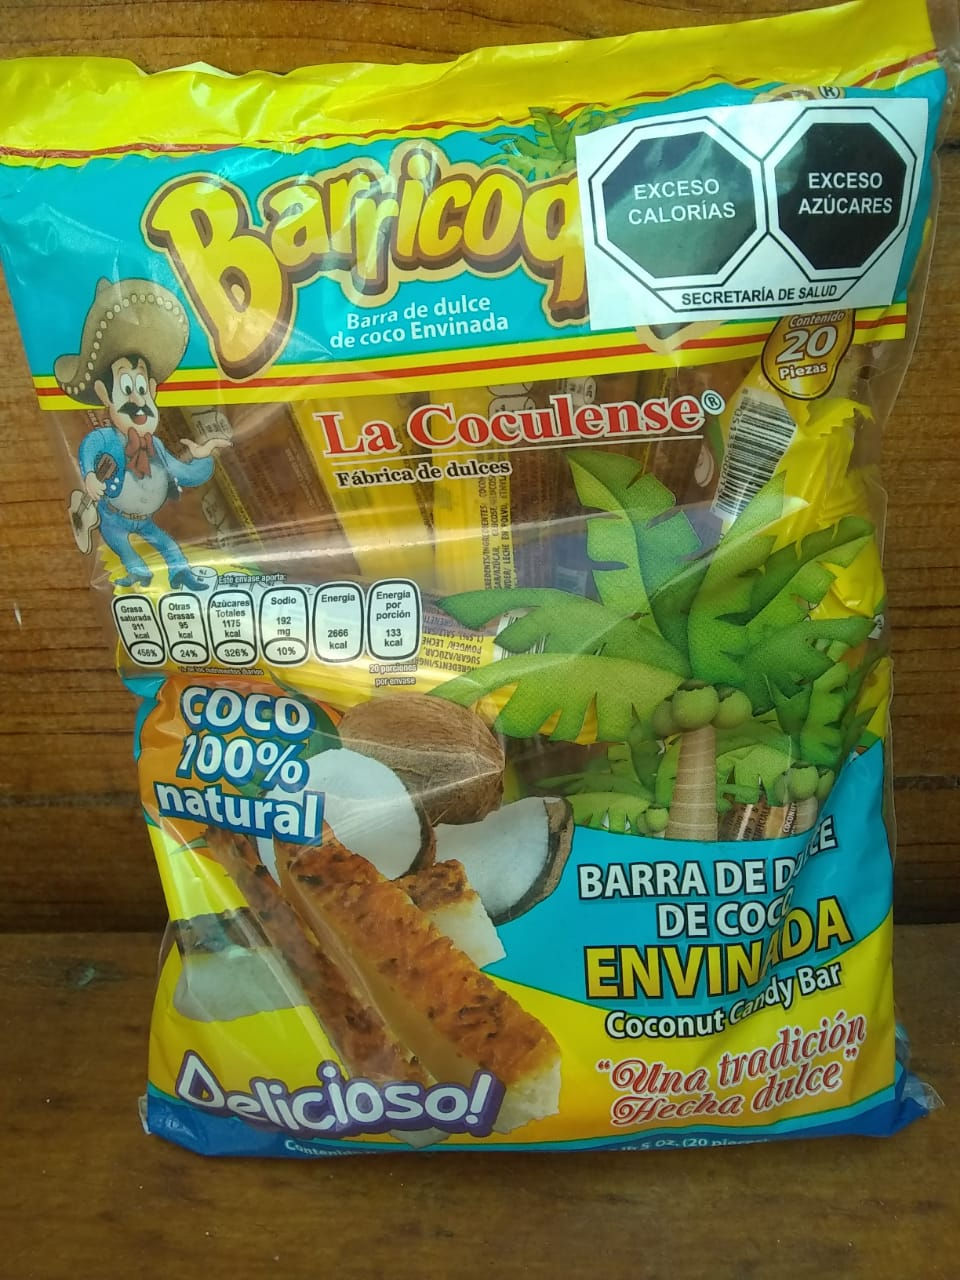 Barricoq
Barra de dulce
de coco Envinada
EXCESO
CALORÍAS
EXCESO
AZÚCARES
SECRETARÍA DE SALUD
Contenido
20
Piezas
La Coculense®
Fábrica de dulces
Este envase aporta:
Grasa
saturada
911
kcal
456%
Otras
Grasas
95
kcal
24%
Azúcares
Totales
1175
kcal
326%
Sodio
192
mg
10%
Energía
2666
kcal
Energía
por
porción
133
kcal
20 porciones
por envase
COCO
100%
natural
BARRA DE DULCE
DE COCO
ENVINADA
Coconut Candy Bar
"Una tradición
Hecha dulce"
Delicioso!